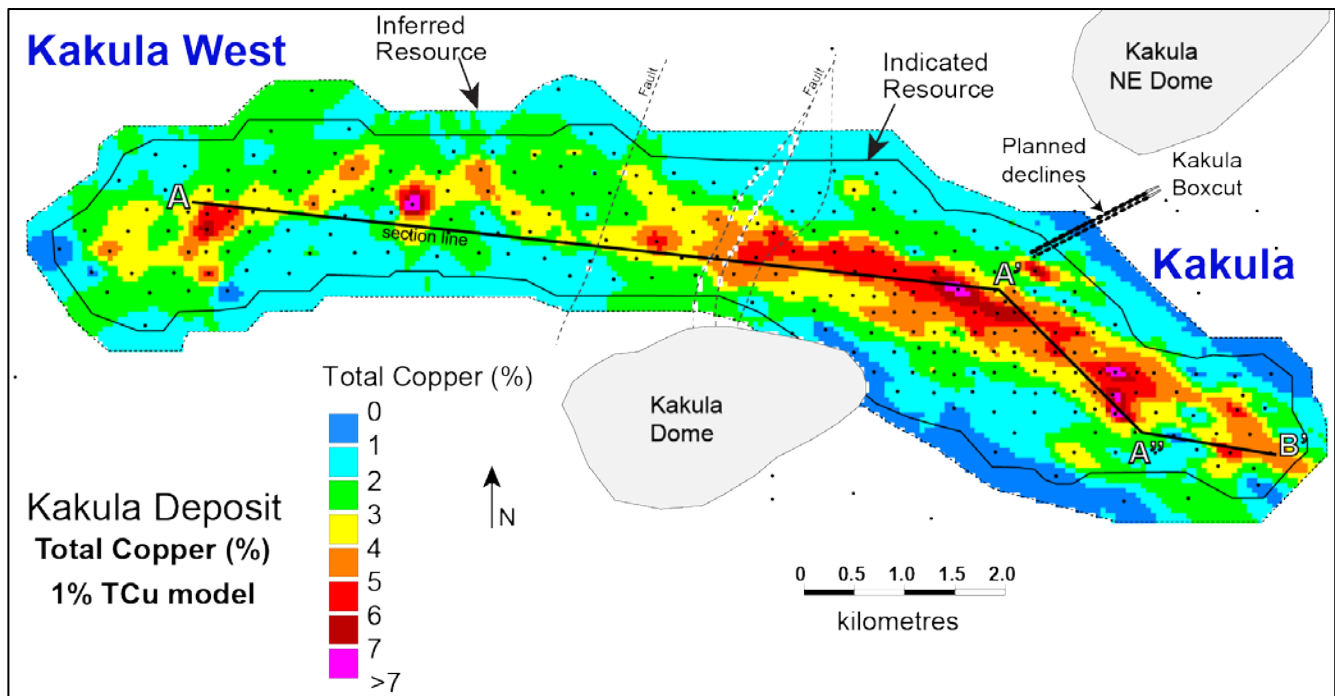 Kakula West
Inferred
Resource
Fault
Fault
Indicated
Resource
Kakula
NE Dome
Planned
declines
Kakula
Boxcut
A
section line
A'
Kakula
Total Copper (%)
0
1
2
3
4
5
6
7
>7
Kakula
Dome
A"
B'
N
Kakula Deposit
Total Copper (%)
1% TCu model
0 0.5 1.0 1.5 2.0
kilometres